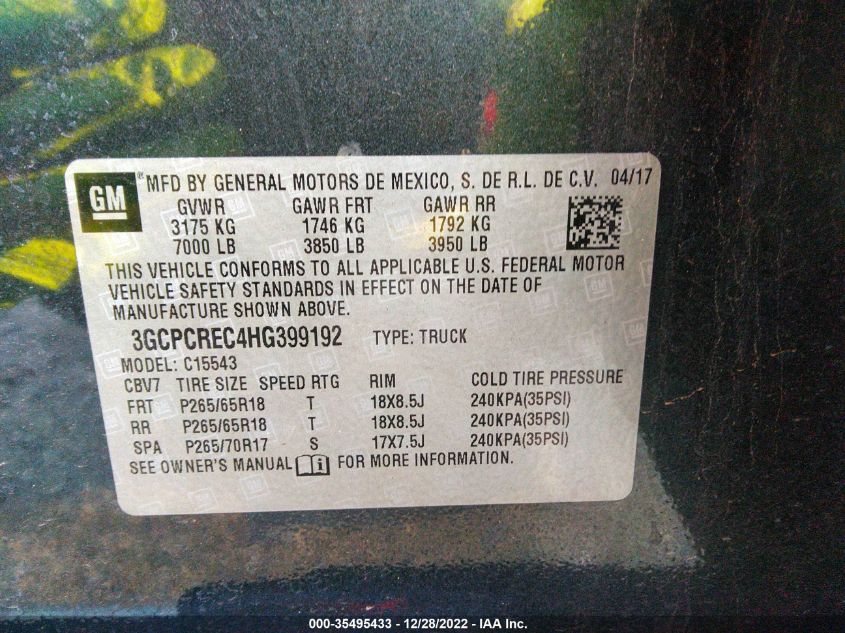 GM ® MFD BY GENERAL MOTORS DE MEXICO, S. DE R.L. DE C.V. 04/17
GVWR GAWR FRT GAWR RR
3175 KG 1746 KG 1792 KG
7000 LB 3850 LB 3950 LB
THIS VEHICLE CONFORMS TO ALL APPLICABLE U.S. FEDERAL MOTOR
VEHICLE SAFETY STANDARDS IN EFFECT ON THE DATE OF
MANUFACTURE SHOWN ABOVE.
3GCPCREC4HG399192 TYPE: TRUCK
MODEL: C15543
CBV7 TIRE SIZE SPEED RTG RIM COLD TIRE PRESSURE
FRT P265/65R18 T 18X8.5J 240KPA(35PSI)
RR P265/65R18 T 18X8.5J 240KPA(35PSI)
SPA P265/70R17 S 17X7.5J 240KPA(35PSI)
SEE OWNER'S MANUAL FOR MORE INFORMATION.
000-35495433 - 12/28/2022 - IAA Inc.